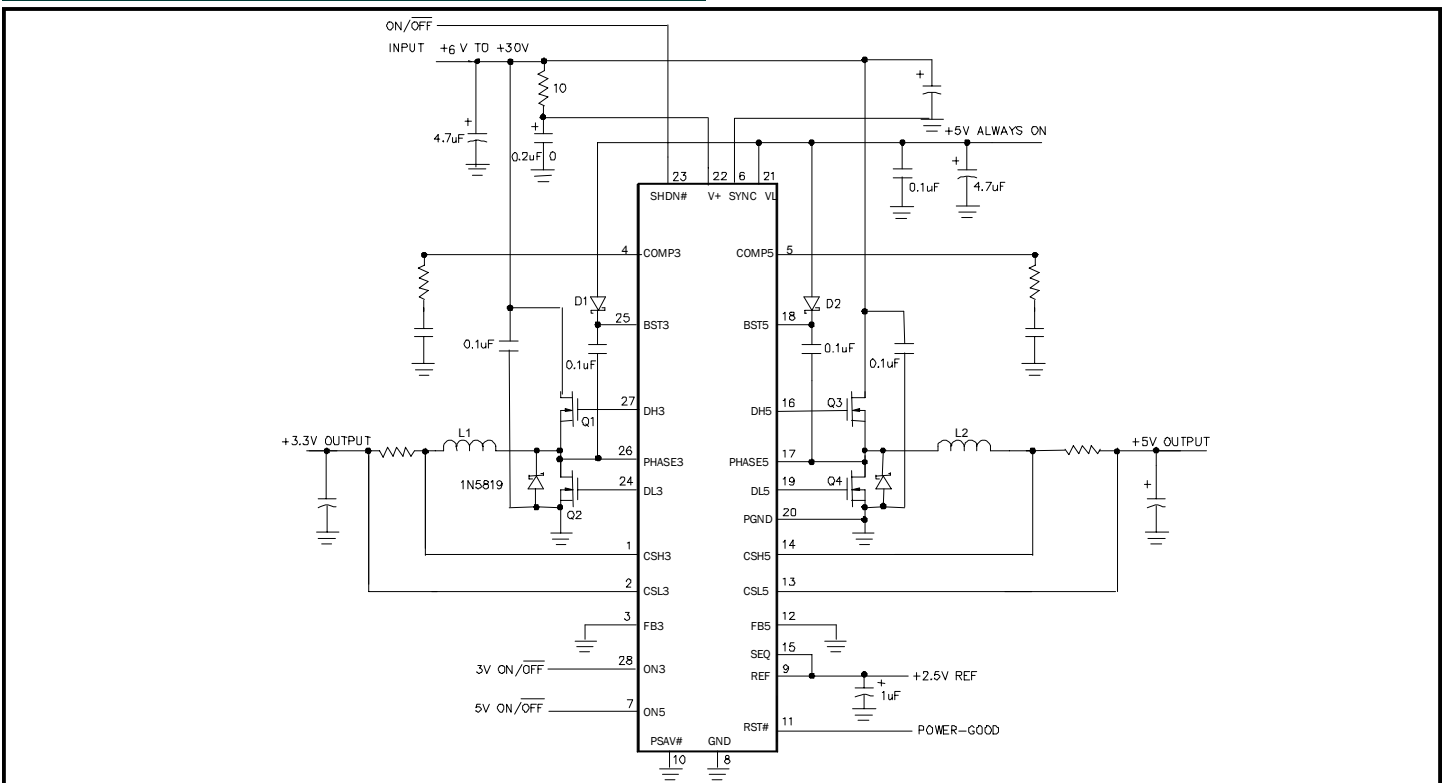 ON/OFF
INPUT +6 V TO +30V
10
+
+
4.7uF
+
0.2uF 0
+5V ALWAYS ON
+
0.1uF
4.7uF
23
22
6
21
SHDN#
V+
SYNC
VL
4
COMP3
COMP5
5
D1
D2
25
BST3
BST5
18
0.1uF
0.1uF
0.1uF
0.1uF
27
DH3
DH5
16
Q1
Q3
+3.3V OUTPUT
L1
L2
+5V OUTPUT
26
PHASE3
PHASE5
17
1N5819
24
DL3
DL5
19
Q4
+
Q2
PGND
20
1
CSH3
CSH5
14
2
CSL3
CSL5
13
3
FB3
FB5
12
SEQ
15
3V ON/OFF
28
ON3
REF
9
+2.5V REF
+
1uF
5V ON/OFF
7
ON5
RST#
11
POWER-GOOD
PSAV#
GND
10
8